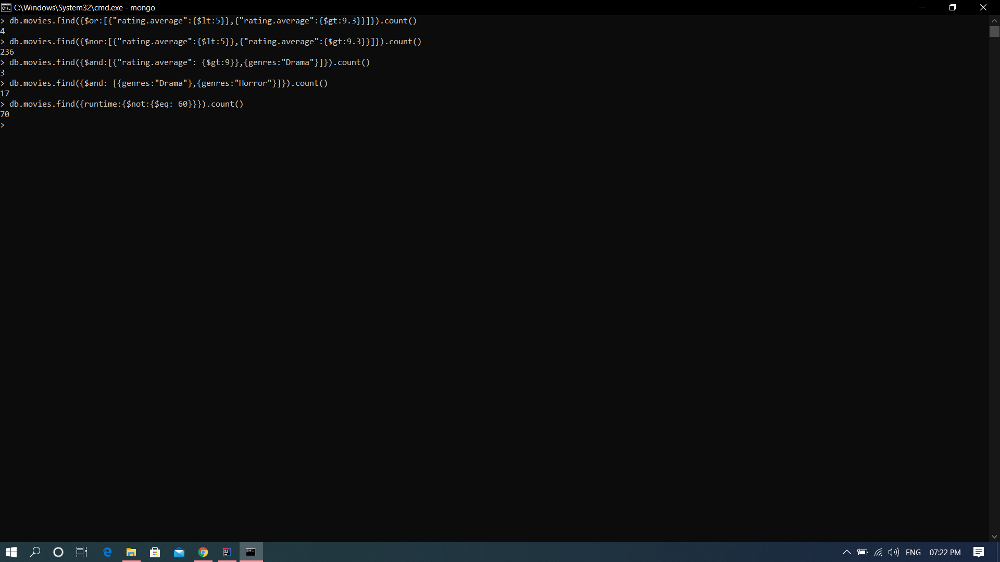 C:\Windows\System32\cmd.exe - mongo
> db.movies.find({$or:[{"rating.average":{$lt:5}},{"rating.average":{$gt:9.3}}]}).count()
4
> db.movies.find({$nor:[{"rating.average":{$lt:5}},{"rating.average":{$gt:9.3}}]}).count()
236
> db.movies.find({$and:[{"rating.average": {$gt:9}},{genres:"Drama"}]}).count()
3
> db.movies.find({$and: [{genres:"Drama"},{genres:"Horror"}]}).count()
17
> db.movies.find({runtime:{$not:{$eq: 60}}}).count()
70
>
ENG 07:22 PM